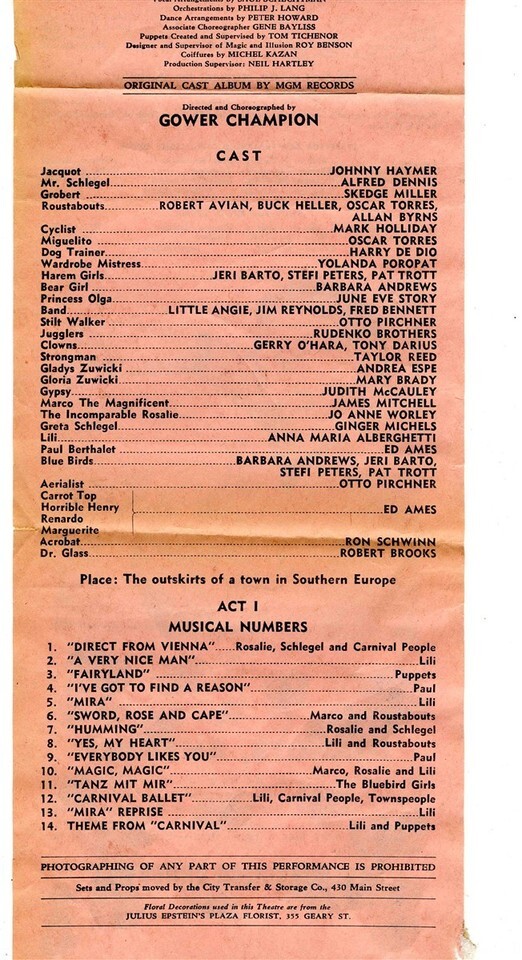 Orchestrations by PHILIP J. LANG
Dance Arrangements by PETER HOWARD
Associate Choreographer GENE BAYLISS
Puppets Created and Supervised by TOM TICHENOR
Designer and Supervisor of Magic and Illusion ROY BENSON
Coiffures by MICHEL KAZAN
Production Supervisor: NEIL HARTLEY
ORIGINAL CAST ALBUM BY MGM RECORDS
Directed and Choreographed by
GOWER CHAMPION
CAST
Jacquot JOHNNY HAYMER
Mr. Schlegel ALFRED DENNIS
Grobert SKEDGE MILLER
Roustabouts ROBERT AVIAN, BUCK HELLER, OSCAR TORRES,
ALLAN BYRNS
Cyclist MARK HOLLIDAY
Miguelito OSCAR TORRES
Dog Trainer HARRY DE DIO
Wardrobe Mistress YOLANDA POROPAT
Harem Girls JERI BARTO, STEFI PETERS, PAT TROTT
Bear Girl BARBARA ANDREWS
Princess Olga JUNE EVE STORY
Band LITTLE ANGIE, JIM REYNOLDS, FRED BENNETT
Stilt Walker OTTO PIRCHNER
Jugglers RUDENKO BROTHERS
Clowns GERRY O'HARA, TONY DARIUS
Strongman TAYLOR REED
Gladys Zuwicki ANDREA ESPE
Gloria Zuwicki MARY BRADY
Gypsy JUDITH McCAULEY
Marco The Magnificent JAMES MITCHELL
The Incomparable Rosalie JO ANNE WORLEY
Greta Schlegel GINGER MICHELS
Lili ANNA MARIA ALBERGHETTI
Paul Berthalet ED AMES
Blue Birds BARBARA ANDREWS, JERI BARTO,
STEFI PETERS, PAT TROTT
Aerialist OTTO PIRCHNER
Carrot Top
Horrible Henry ED AMES
Renardo
Marguerite
Acrobat RON SCHWINN
Dr. Glass ROBERT BROOKS
Place: The outskirts of a town in Southern Europe
ACT I
MUSICAL NUMBERS
1. "DIRECT FROM VIENNA" Rosalie, Schlegel and Carnival People
2. "A VERY NICE MAN" Lili
3. "FAIRYLAND" Puppets
4. "I'VE GOT TO FIND A REASON" Paul
5. "MIRA" Lili
6. "SWORD, ROSE AND CAPE" Marco and Roustabouts
7. "HUMMING" Rosalie and Schlegel
8. "YES, MY HEART" Lili and Roustabouts
9. "EVERYBODY LIKES YOU" Paul
10. "MAGIC, MAGIC" Marco, Rosalie and Lili
11. "TANZ MIT MIR" The Bluebird Girls
12. "CARNIVAL BALLET" Lili, Carnival People, Townspeople
13. "MIRA" REPRISE Lili
14. THEME FROM "CARNIVAL" Lili and Puppets
PHOTOGRAPHING OF ANY PART OF THIS PERFORMANCE IS PROHIBITED
Sets and Props moved by the City Transfer & Storage Co., 430 Main Street
Floral Decorations used in this Theatre are from the
JULIUS EPSTEIN'S PLAZA FLORIST, 355 GEARY ST.